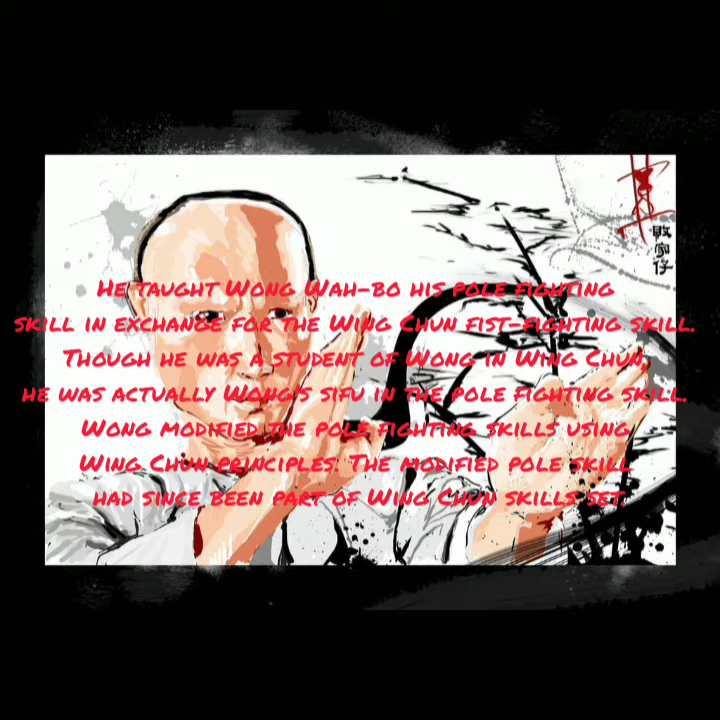 敗家仔
He taught Wong Wah-bo his pole fighting
skill in exchange for the Wing Chun fist-fighting skill.
Though he was a student of Wong in Wing Chun,
he was actually Wong's sifu in the pole fighting skill.
Wong modified the pole fighting skills using
Wing Chun principles. The modified pole skill
had since been part of Wing Chun skills set.